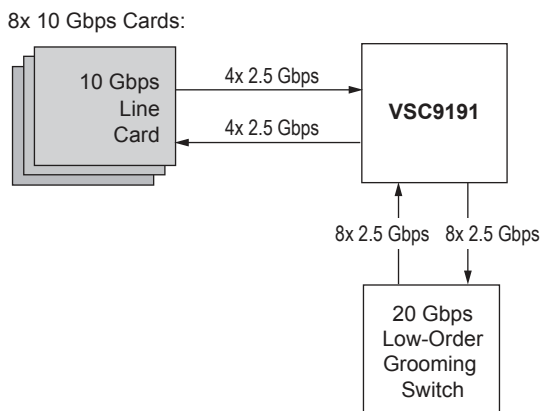 8x 10 Gbps Cards:
10 Gbps
Line
Card
4x 2.5 Gbps
4x 2.5 Gbps
VSC9191
8x 2.5 Gbps
8x 2.5 Gbps
20 Gbps
Low-Order
Grooming
Switch